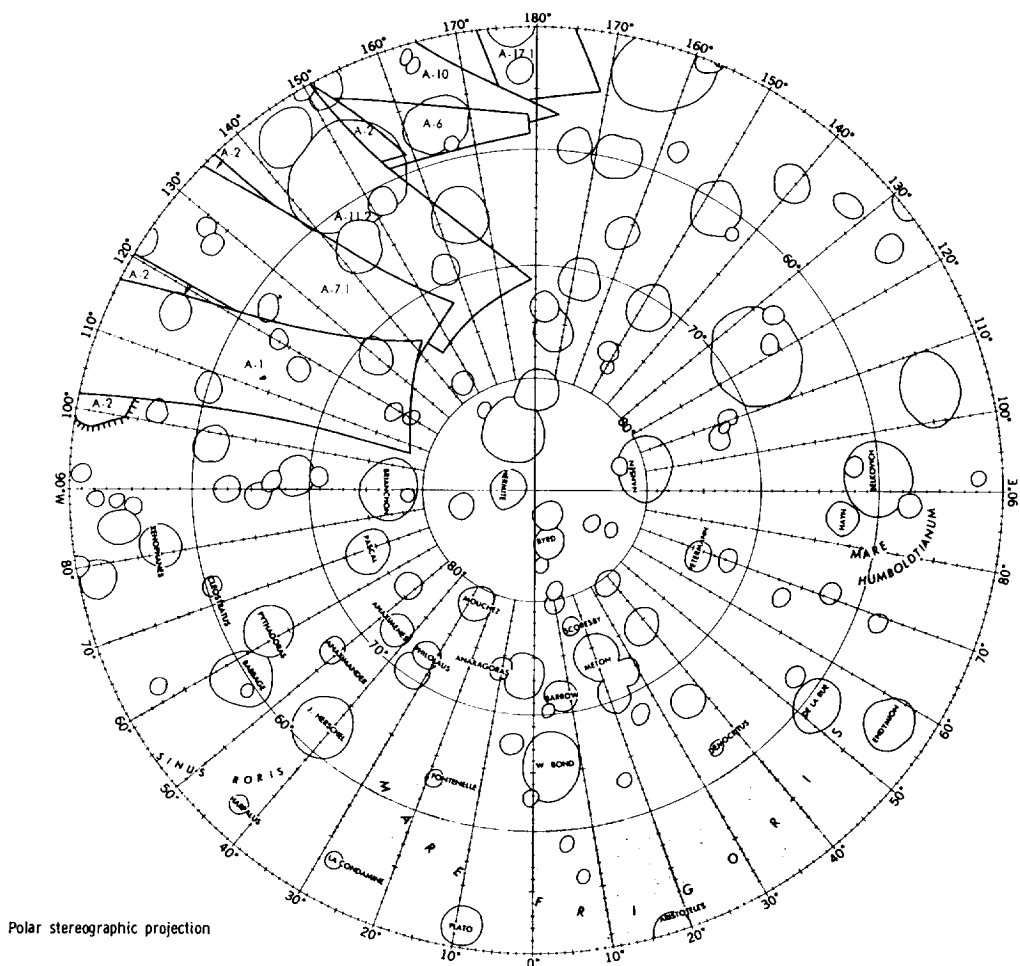 180°
170°
170°
160°
160°
150°
150°
140°
140°
130°
130°
120°
120°
110°
110°
100°
100°
90°
W
90°
E
A-17.1
A-10
A-6
A-2
A-2
A-11.2
60°
A-7.1
A-2
70°
A-1
A-2
80°
BRIANCHON
HERMITE
NANSEN
BELKOVICH
HAYN
MARE
HUMBOLDTIANUM
XENOPHANES
PASCAL
BYRD
PETERMANN
80°
80°
80°
CLEOSTRATUS
MOUCHEZ
PYTHAGORAS
ANAXIMENES
SCORESBY
70°
PHILOLAUS
ANAXAGORAS
METON
70°
70°
ANAXIMANDER
BABBAGE
BARROW
DE LA RUE
ENDYMION
60°
60°
60°
J. HERSCHEL
DEMOCRITUS
W. BOND
SINUS
RORIS
FONTENELLE
50°
50°
HARPALUS
MARE
FRIGORIS
40°
40°
LA CONDAMINE
30°
30°
PLATO
ARISTOTELES
20°
20°
10°
10°
0°
Polar stereographic projection